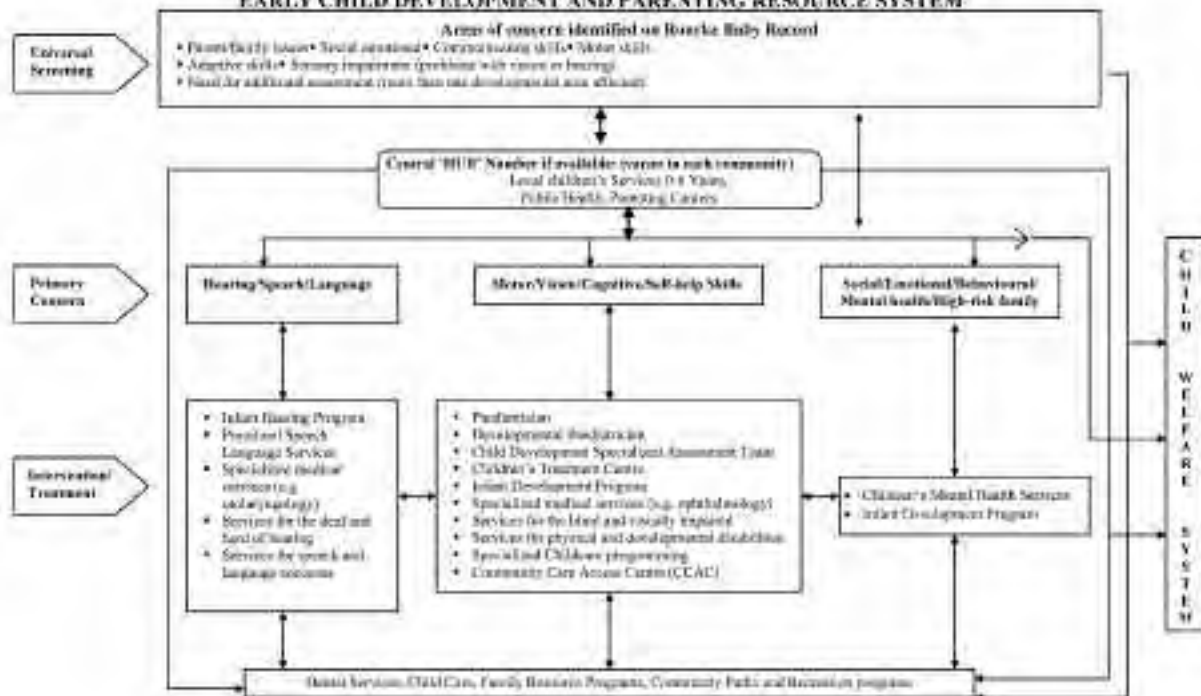 EARLY CHILD DEVELOPMENT AND PARENTING RESOURCE SYSTEM
Universal
Screening
Areas of concern identified on Rourke Baby Record
• Parent/family issues • Social emotional • Communication skills • Motor skills
• Adaptive skills • Sensory impairment (problems with vision or hearing)
• Need for additional assessment (more than one developmental area affected)
Central "HUB" Number if available (varies in each community)
Local children's Services 0-6 Years,
Public Health, Parenting Centres
Primary
Concern
Hearing/Speech/Language
Motor/Vision/Cognitive/Self-help Skills
Social/Emotional/Behavioural/
Mental health/High-risk family
Intervention/
Treatment
• Infant Hearing Program
• Preschool Speech
Language Services
• Specialized medical
services (e.g.
otolaryngology)
• Services for the deaf and
hard of hearing
• Services for speech and
language concerns
• Paediatrician
• Developmental Paediatrician
• Child Development Specialized Assessment Team
• Children's Treatment Centre
• Infant Development Program
• Specialized medical services (e.g. ophthalmology)
• Services for the blind and visually impaired
• Services for physical and developmental disabilities
• Specialized Childcare programming
• Community Care Access Centre (CCAC)
• Children's Mental Health Services
• Infant Development Program
CHILD WELFARE SYSTEM
Dental Services, Child Care, Family Resource Programs, Community Parks and Recreation programs